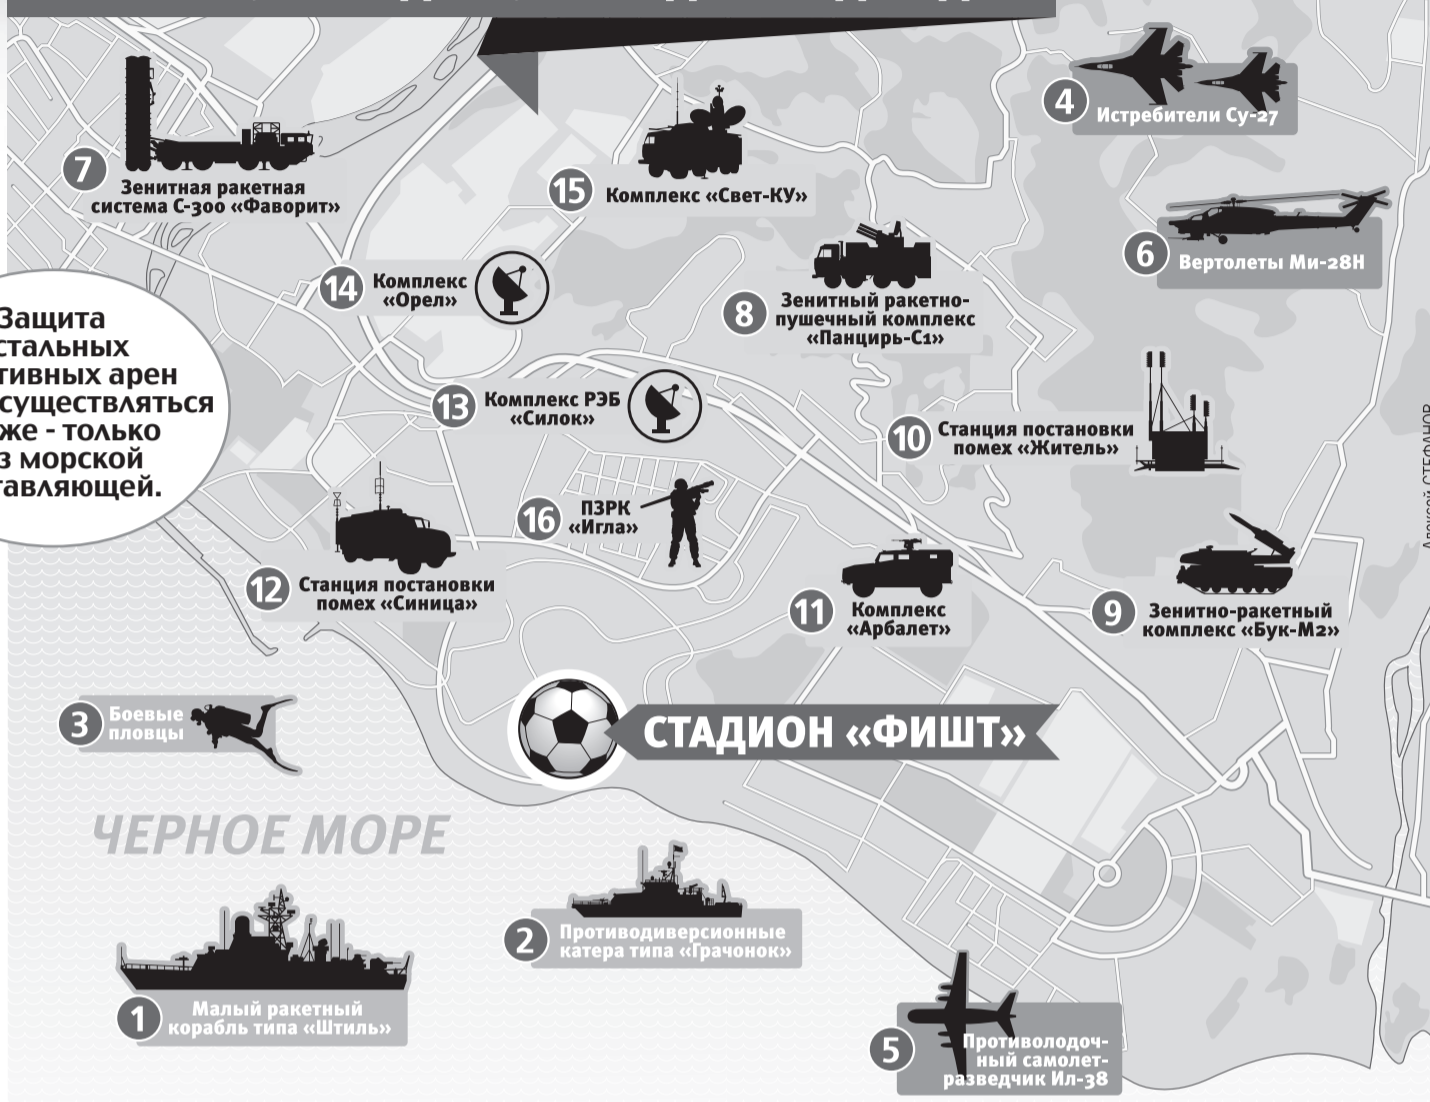 4
Истребители Су-27
7
Зенитная ракетная
система С-300 «Фаворит»
15
Комплекс «Свет-КУ»
6
Вертолеты Ми-28Н
14
Комплекс
«Орел»
8
Зенитный ракетно-
пушечный комплекс
«Панцирь-С1»
Защита
стальных
тивных арен
существляться
же - только
з морской
тавляющей.
13
Комплекс РЭБ
«Силок»
10
Станция постановки
помех «Житель»
Алексей СТЕФАНОВ
16
ПЗРК
«Игла»
12
Станция постановки
помех «Синица»
11
Комплекс
«Арбалет»
9
Зенитно-ракетный
комплекс «Бук-М2»
3
Боевые
пловцы
СТАДИОН «ФИШТ»
ЧЕРНОЕ МОРЕ
2
Противодиверсионные
катера типа «Грачонок»
1
Малый ракетный
корабль типа «Штиль»
5
Противолодоч-
ный самолет-
разведчик Ил-38